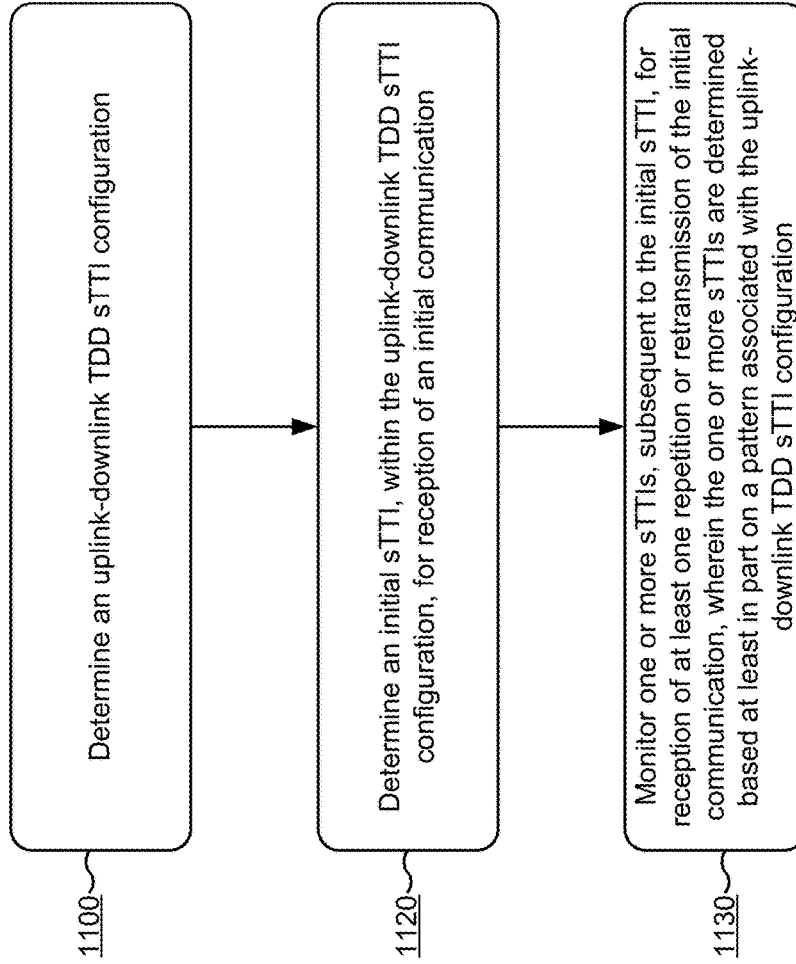 1100
Determine an uplink-downlink TDD sTTI configuration
1120
Determine an initial sTTI, within the uplink-downlink TDD sTTI
configuration, for reception of an initial communication
1130
Monitor one or more sTTIs, subsequent to the initial sTTI, for
reception of at least one repetition or retransmission of the initial
communication, wherein the one or more sTTIs are determined
based at least in part on a pattern associated with the uplink-
downlink TDD sTTI configuration